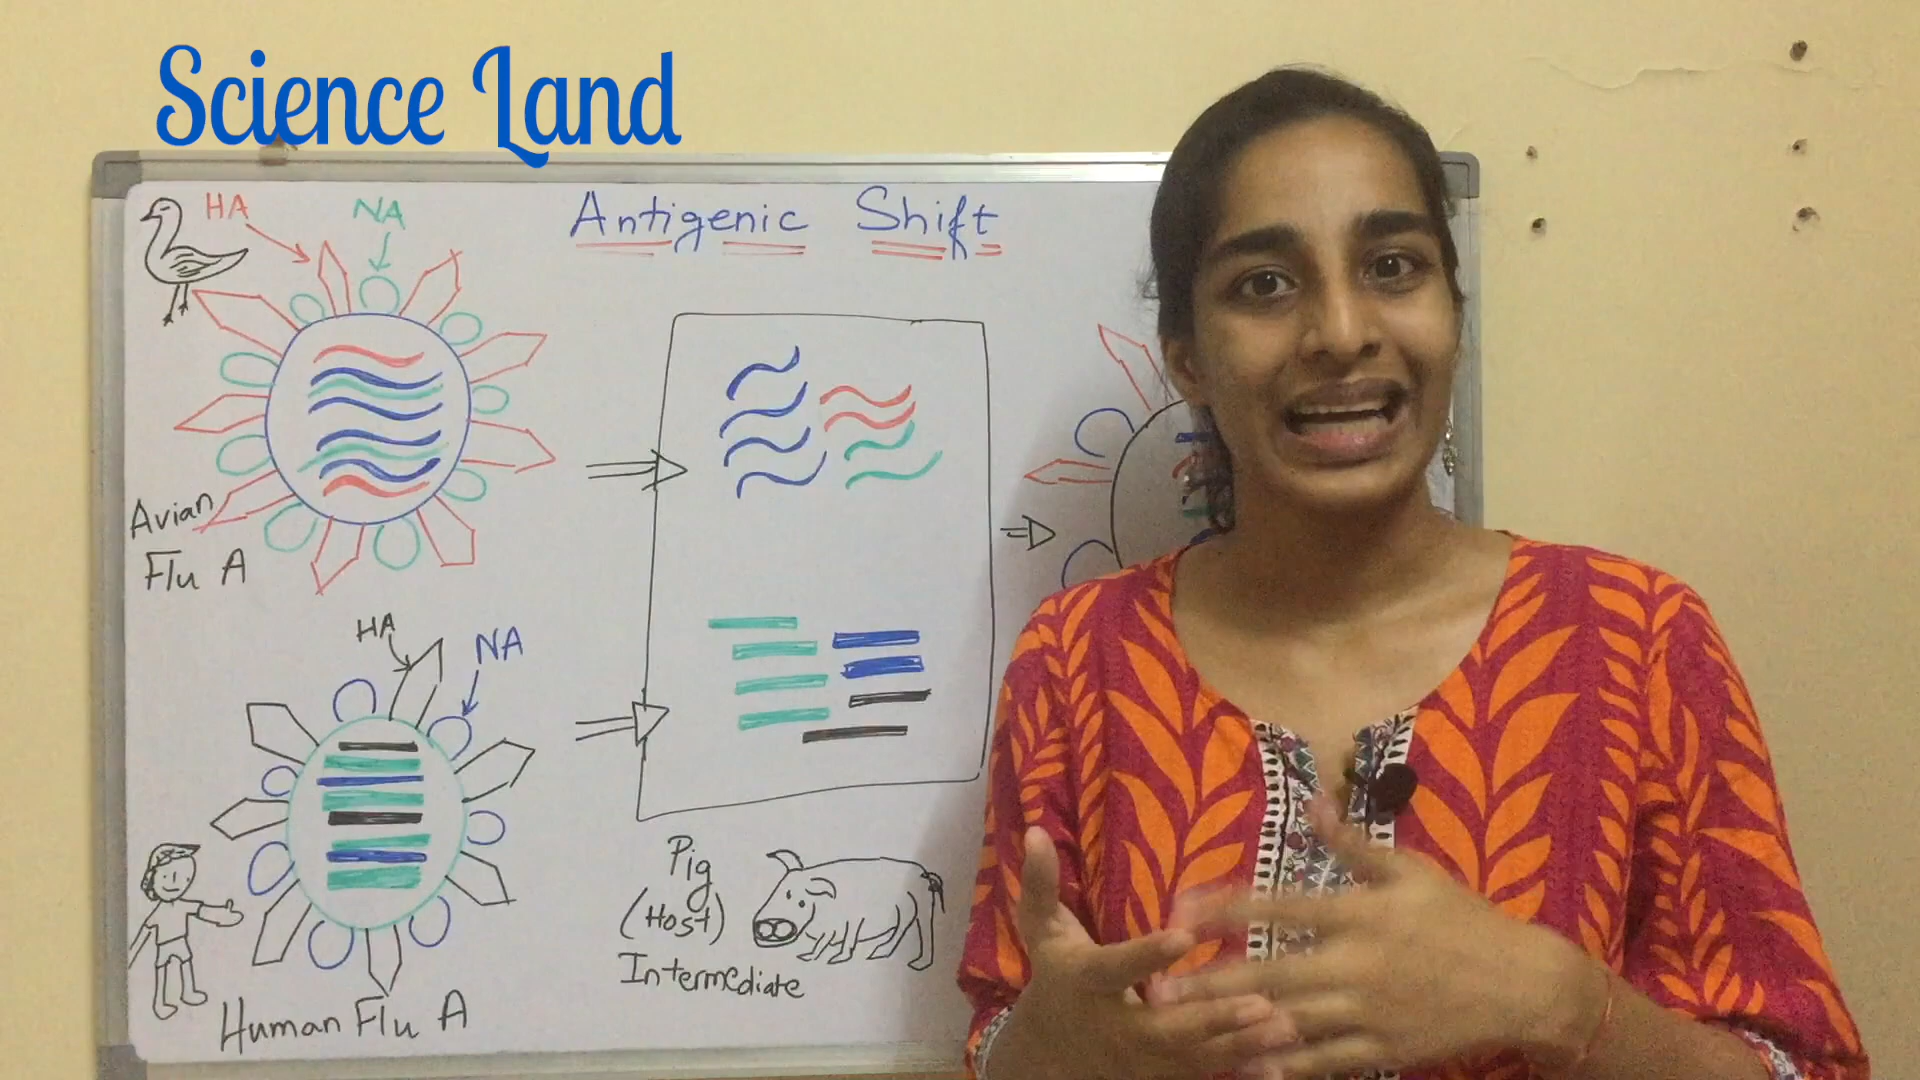 Science Land
Antigenic Shift
HA
NA
Avian
Flu A
HA
NA
Human Flu A
Pig
(Host)
Intermediate